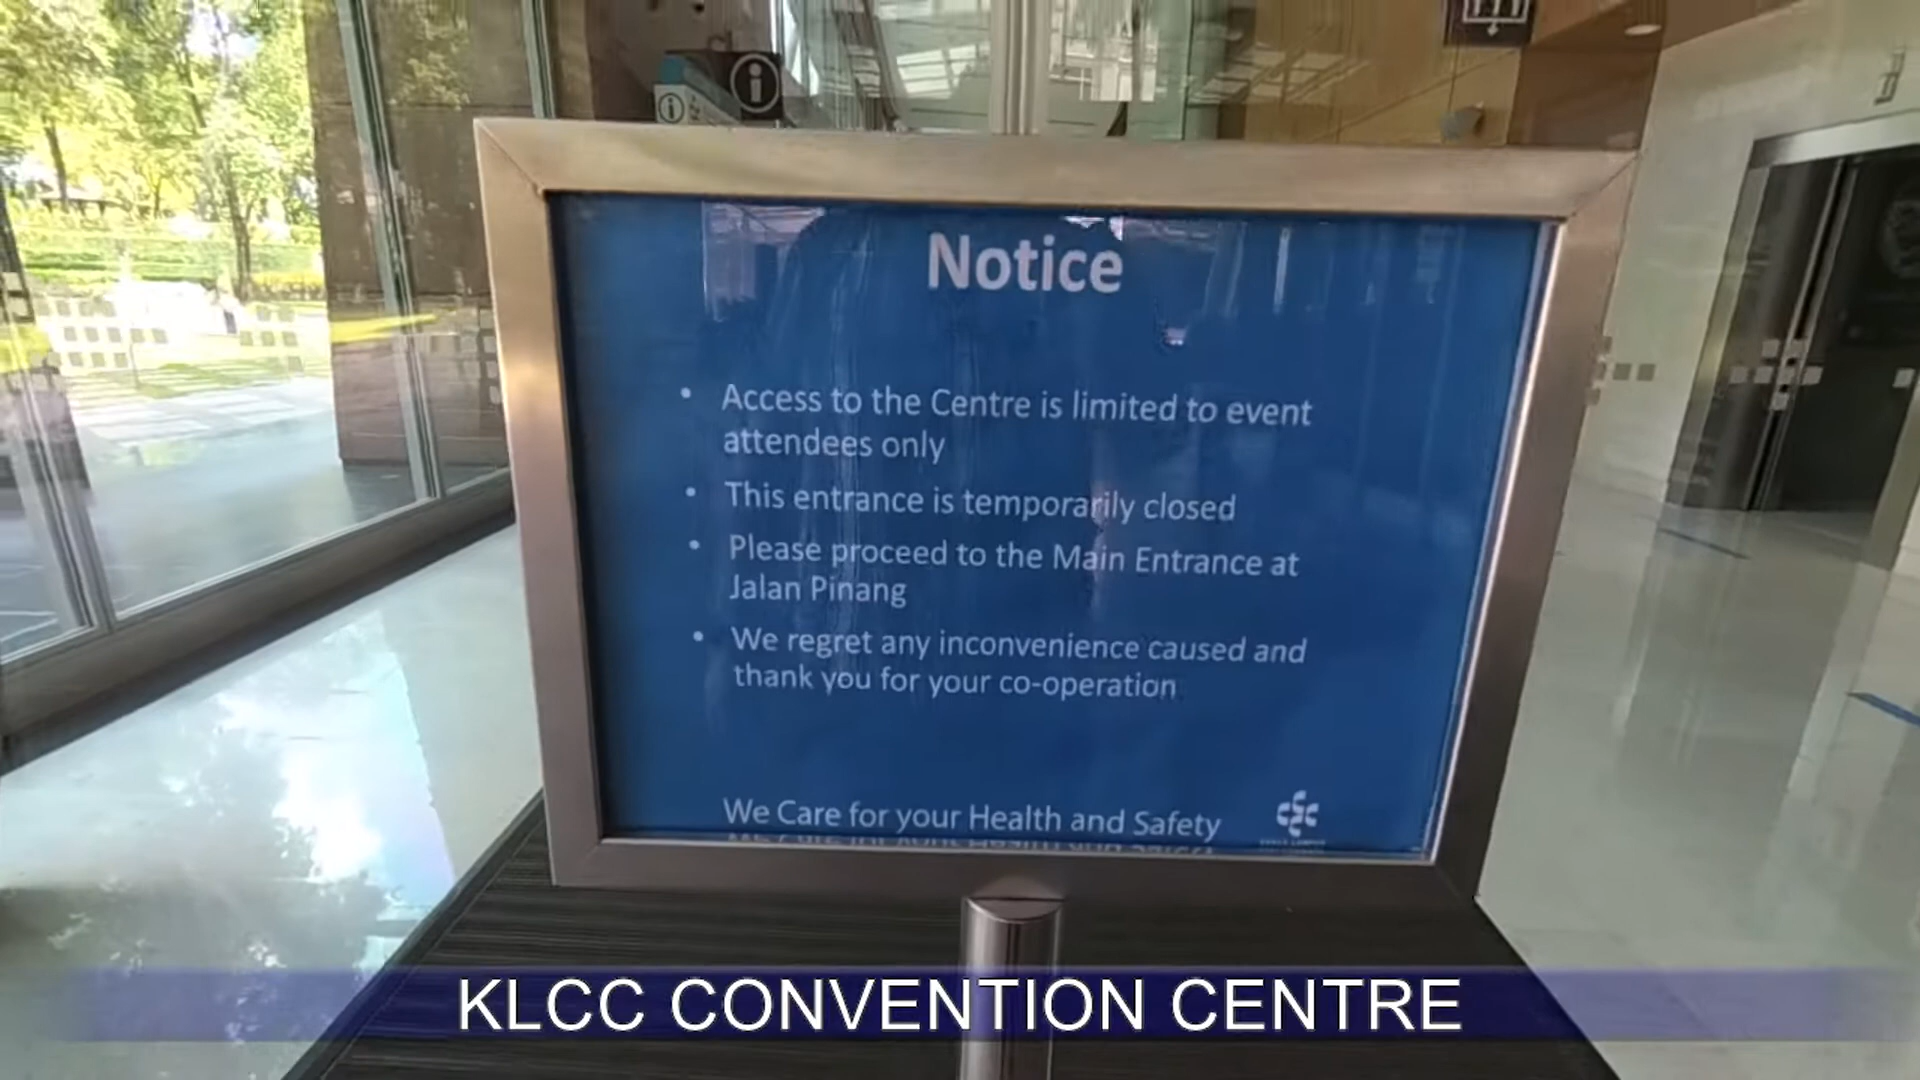 Notice
• Access to the Centre is limited to event
attendees only
• This entrance is temporarily closed
• Please proceed to the Main Entrance at
Jalan Pinang
• We regret any inconvenience caused and
thank you for your co-operation
We Care for your Health and Safety
KLCC CONVENTION CENTRE